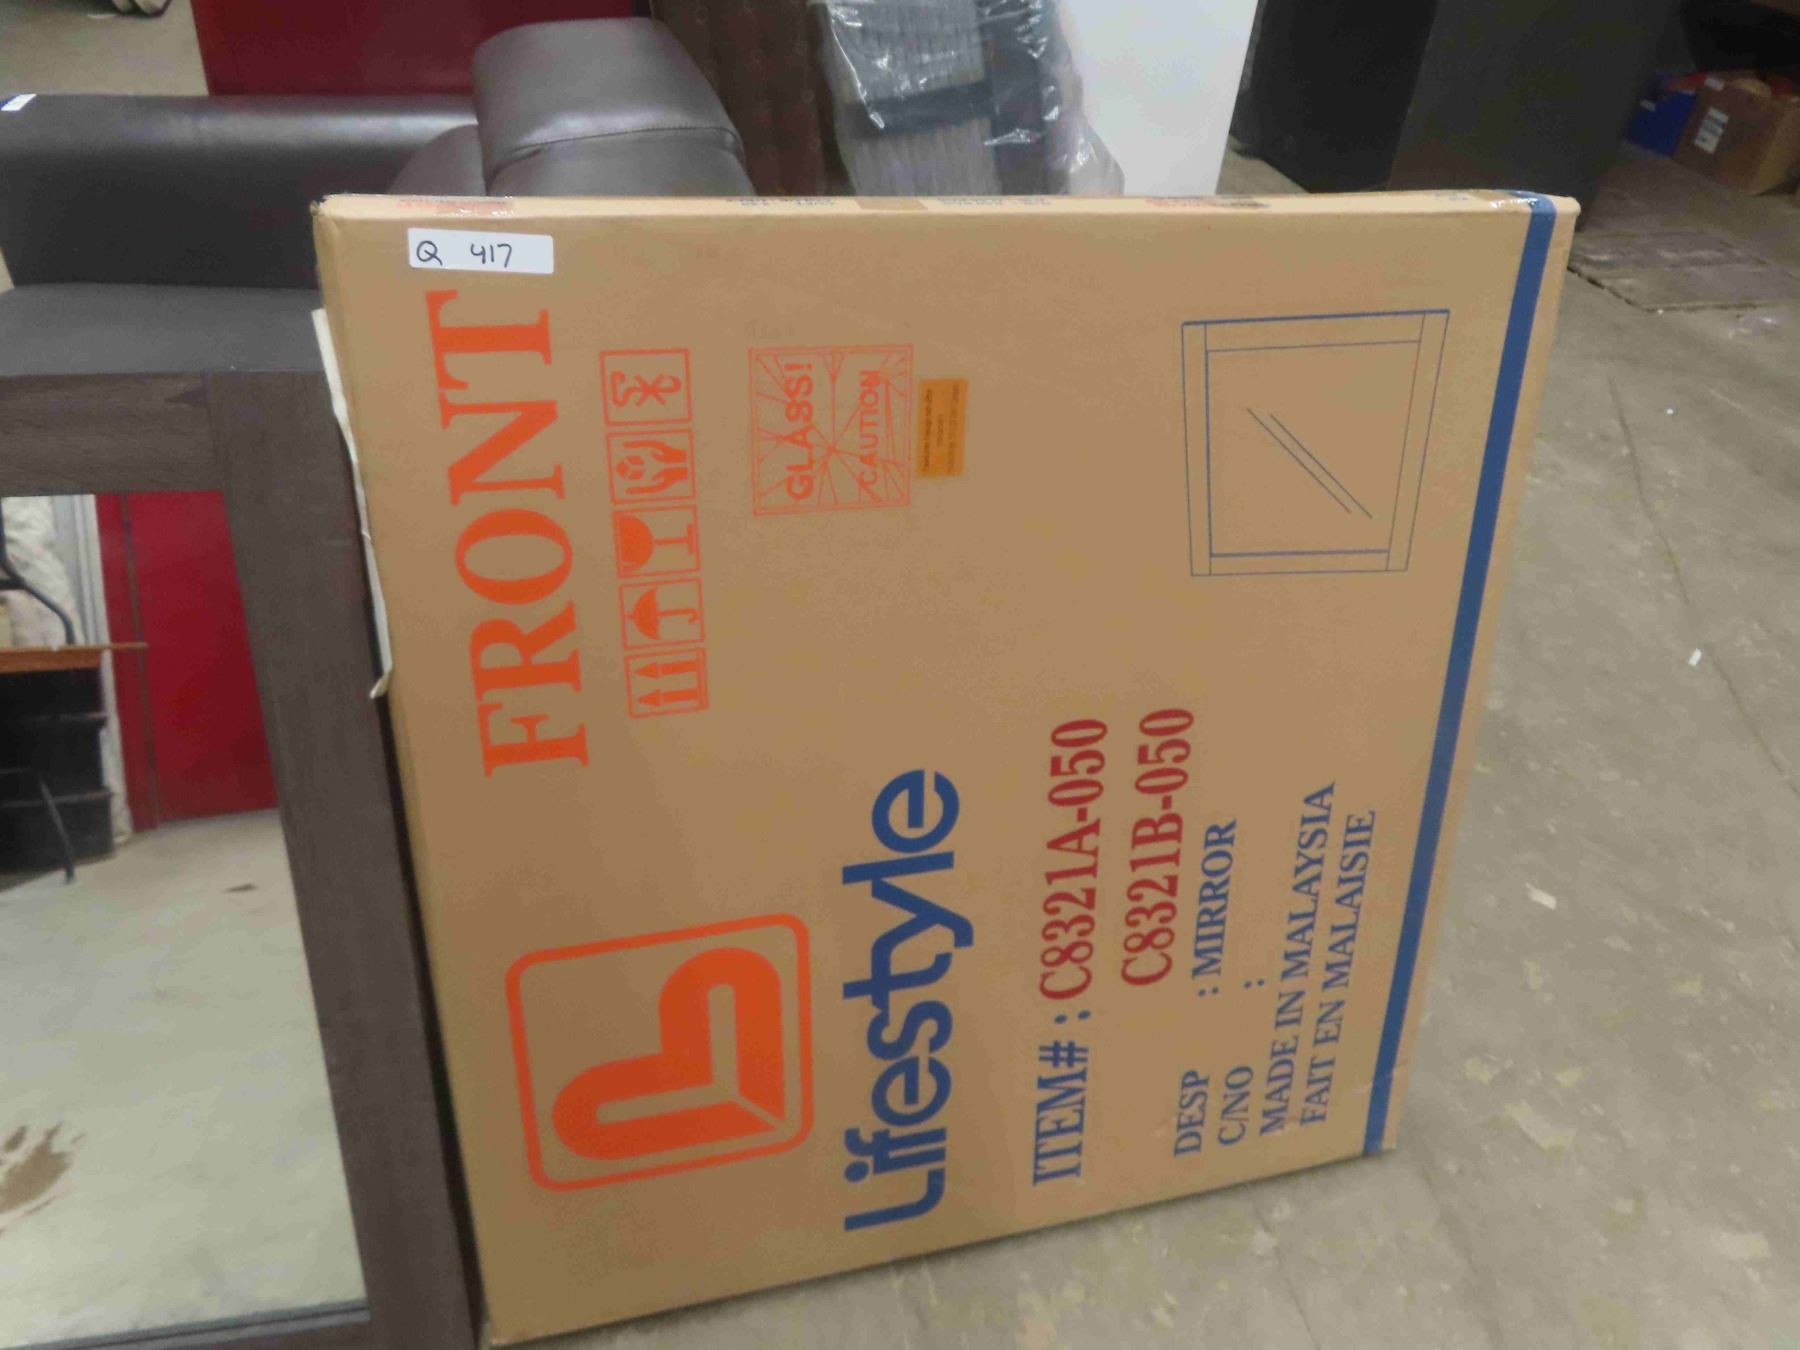 Q 417
FRONT
GLASS!
CAUTION
Lifestyle
ITEM# : C8321A-050
C8321B-050
DESP : MIRROR
C/NO :
MADE IN MALAYSIA
FAIT EN MALAISIE